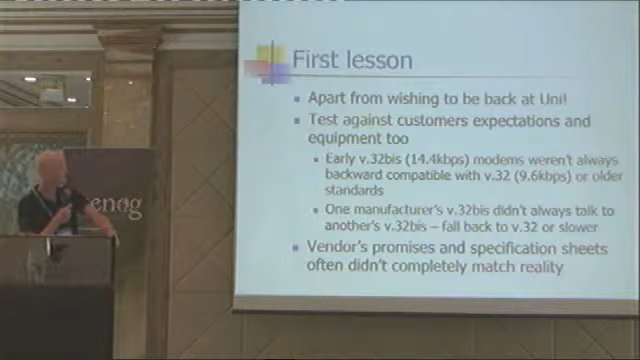 First lesson
Apart from wishing to be back at Uni!
Test against customers expectations and
equipment too
Early v.32bis (14.4kbps) modems weren't always
backward compatible with v.32 (9.6kbps) or older
standards
One manufacturer's v.32bis didn't always talk to
another's v.32bis – fall back to v.32 or slower
Vendor's promises and specification sheets
often didn't completely match reality
enog